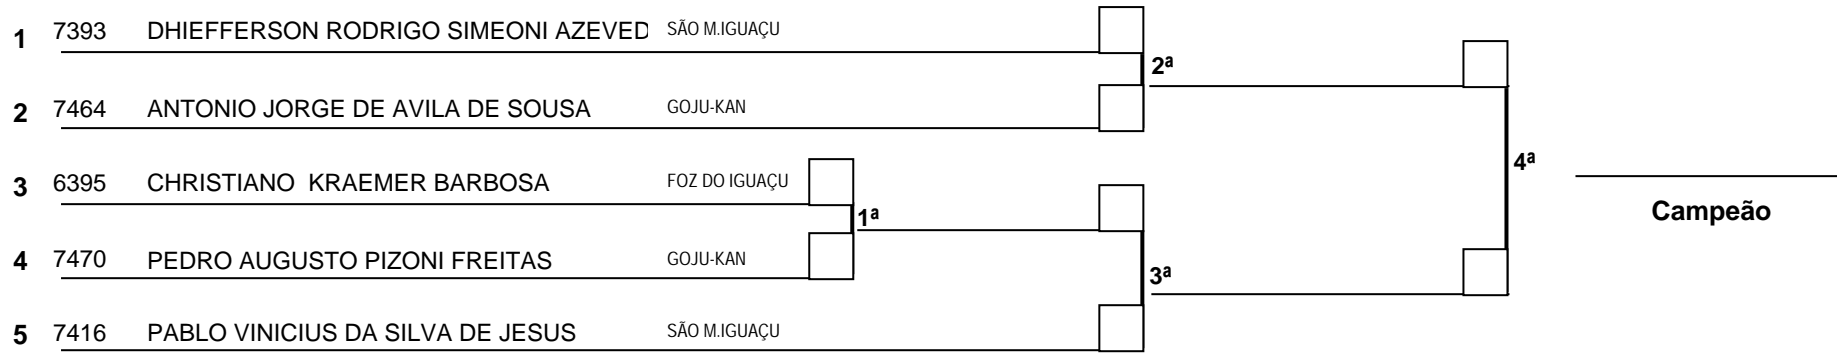 1 7393 DHIEFFERSON RODRIGO SIMEONI AZEVED SÃO M.IGUAÇU
2ª
2 7464 ANTONIO JORGE DE AVILA DE SOUSA GOJU-KAN
3 6395 CHRISTIANO KRAEMER BARBOSA FOZ DO IGUAÇU
4ª
1ª
Campeão
4 7470 PEDRO AUGUSTO PIZONI FREITAS GOJU-KAN
3ª
5 7416 PABLO VINICIUS DA SILVA DE JESUS SÃO M.IGUAÇU